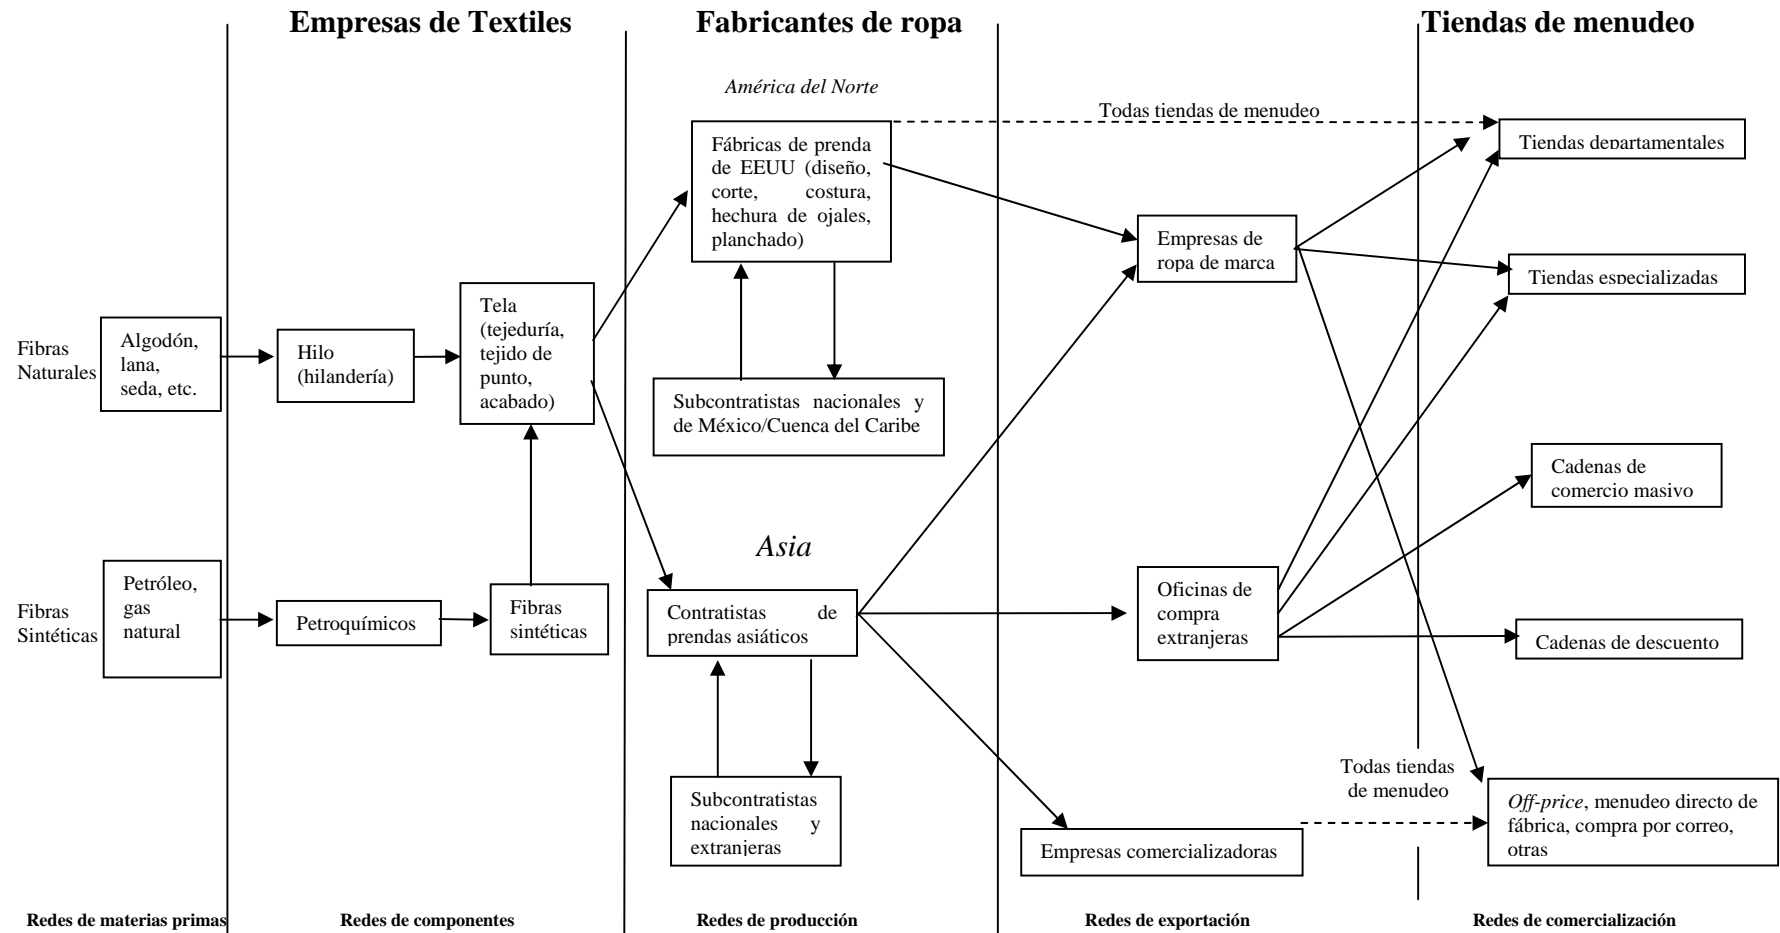 Empresas de Textiles
Fabricantes de ropa
Tiendas de menudeo
América del Norte
Todas tiendas de menudeo
Fábricas de prenda
de EEUU (diseño,
corte, costura,
hechura de ojales,
planchado)
Tiendas departamentales
Empresas de
ropa de marca
Tiendas especializadas
Fibras
Naturales
Algodón,
lana,
seda, etc.
Hilo
(hilandería)
Tela
(tejeduría,
tejido de
punto,
acabado)
Subcontratistas nacionales y
de México/Cuenca del Caribe
Cadenas de
comercio masivo
Asia
Fibras
Sintéticas
Petróleo,
gas
natural
Petroquímicos
Fibras
sintéticas
Contratistas de
prendas asiáticos
Oficinas de
compra
extranjeras
Cadenas de descuento
Subcontratistas
nacionales y
extranjeras
Empresas comercializadoras
Todas tiendas
de menudeo
Off-price, menudeo directo de
fábrica, compra por correo,
otras
Redes de materias primas
Redes de componentes
Redes de producción
Redes de exportación
Redes de comercialización